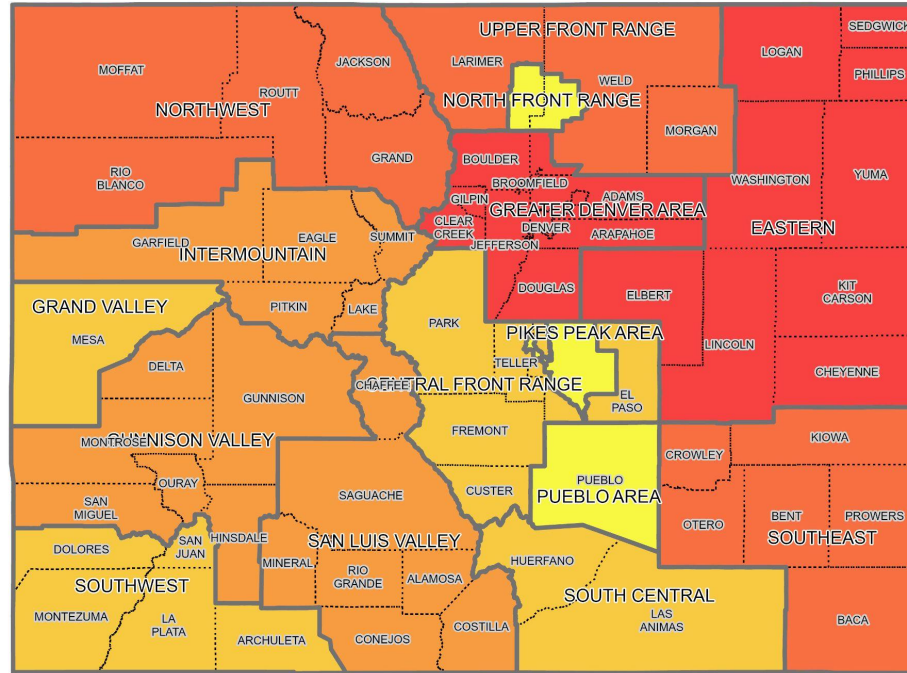 UPPER FRONT RANGE
SEDGWICK
LOGAN
JACKSON
LARIMER
MOFFAT
PHILLIPS
WELD
ROUTT
NORTH FRONT RANGE
NORTHWEST
MORGAN
GRAND
BOULDER
RIO
BLANCO
BROOMFIELD
WASHINGTON
YUMA
GILPIN
ADAMS
GREATER DENVER AREA
CLEAR
CREEK
DENVER
ARAPAHOE
EASTERN
GARFIELD
EAGLE
SUMMIT
JEFFERSON
INTERMOUNTAIN
DOUGLAS
ELBERT
KIT
CARSON
GRAND VALLEY
PITKIN
LAKE
PARK
PIKES PEAK AREA
MESA
LINCOLN
DELTA
TELLER
CHEYENNE
CHAFFEE
CENTRAL FRONT RANGE
GUNNISON
EL
PASO
MONTROSE
GUNNISON VALLEY
FREMONT
KIOWA
CROWLEY
OURAY
SAGUACHE
CUSTER
PUEBLO
PUEBLO AREA
SAN
MIGUEL
OTERO
BENT
PROWERS
HINSDALE
SAN LUIS VALLEY
SOUTHEAST
DOLORES
SAN
JUAN
MINERAL
RIO
GRANDE
ALAMOSA
HUERFANO
SOUTHWEST
SOUTH CENTRAL
MONTEZUMA
LA
PLATA
ARCHULETA
CONEJOS
COSTILLA
LAS
ANIMAS
BACA